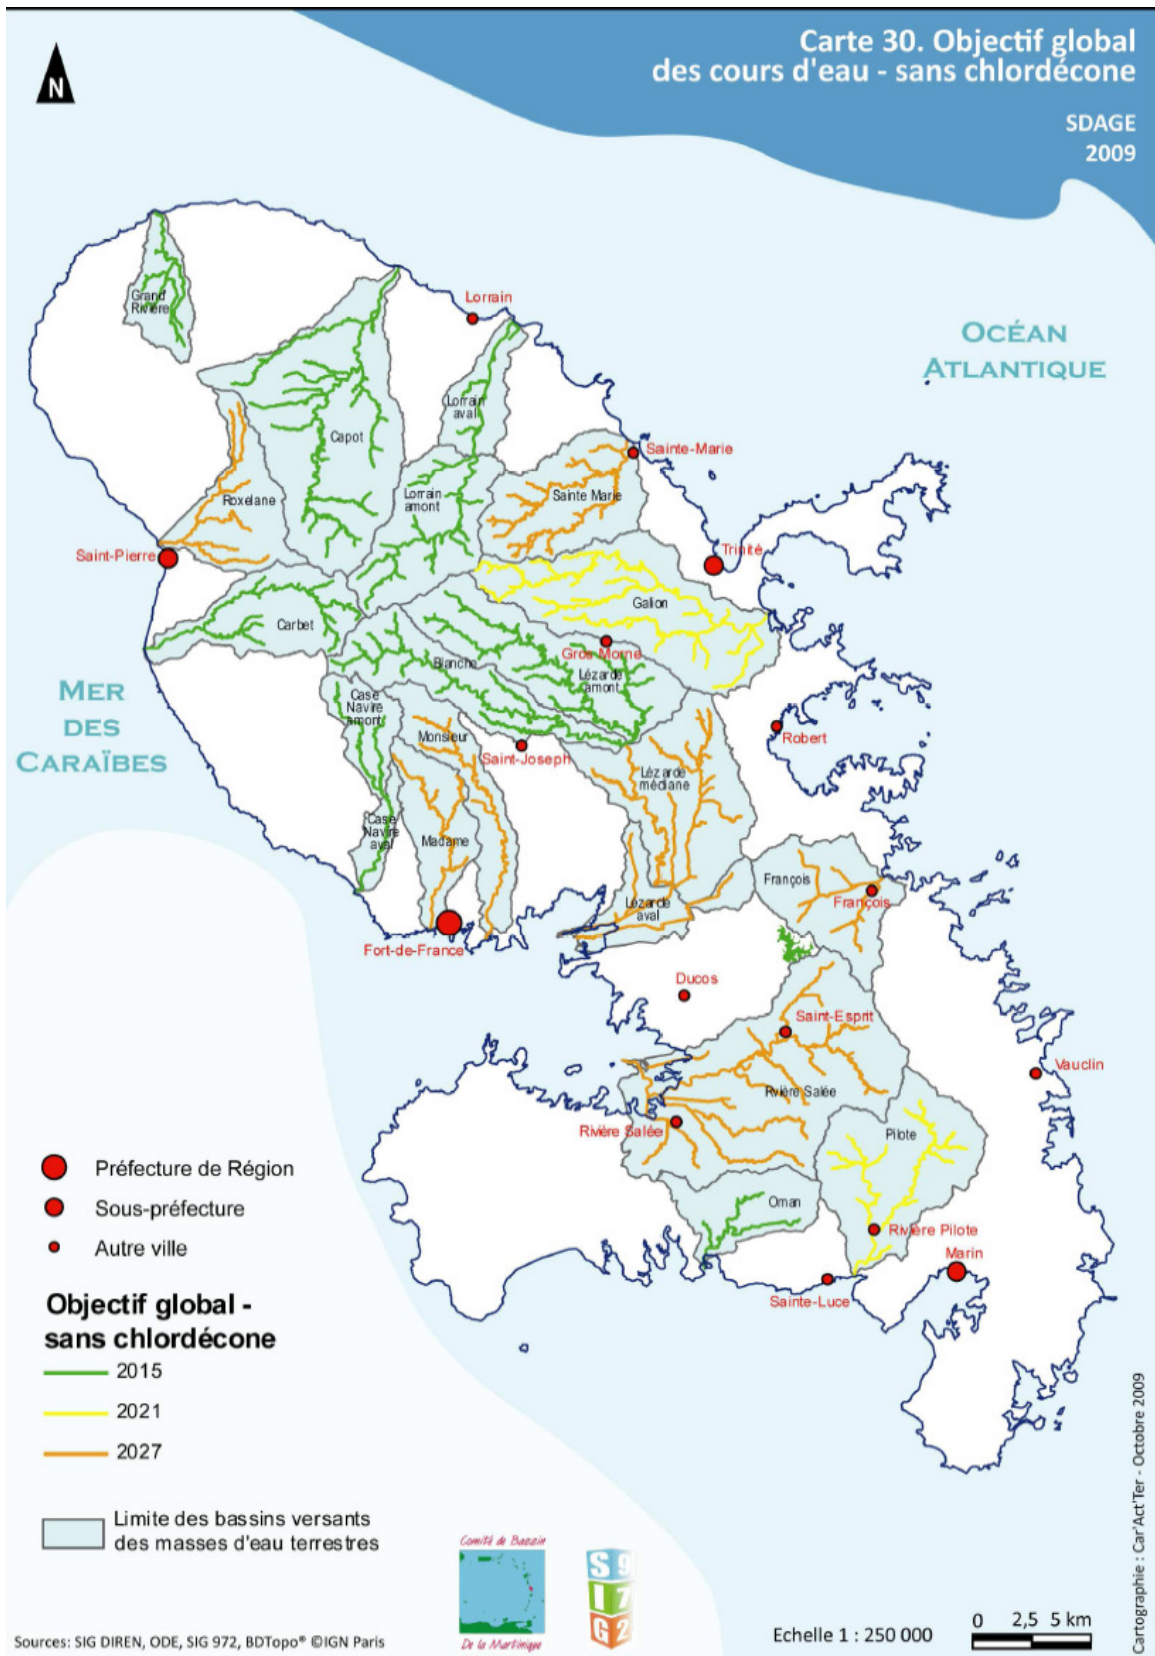 Carte 30. Objectif global
des cours d'eau - sans chlordécone
SDAGE
2009
N
Grand
Rivière
Lorrain
OCÉAN
ATLANTIQUE
Lorrain
aval
Capot
Sainte-Marie
Roxelane
Lorrain
amont
Sainte Marie
Saint-Pierre
Trinité
Carbet
Galion
Gros Morne
Blanche
Lézarde
amont
MER
DES
CARAÏBES
Case
Navire
amont
Monsieur
Saint-Joseph
Robert
Lézarde
médiane
Case
Navire
aval
Madame
François
François
Lézarde
aval
Fort-de-France
Ducos
Saint-Esprit
Vauclin
Rivière Salée
Rivière Salée
Pilote
Oman
Rivière Pilote
Marin
Sainte-Luce
Préfecture de Région
Sous-préfecture
Autre ville
Objectif global -
sans chlordécone
2015
2021
2027
Limite des bassins versants
des masses d'eau terrestres
Comité de Bassin
De la Martinique
S 9
I 7
G 2
Sources: SIG DIREN, ODE, SIG 972, BDTopo® ©IGN Paris
Echelle 1 : 250 000
0 2,5 5 km
Cartographie : Car'Act'Ter - Octobre 2009